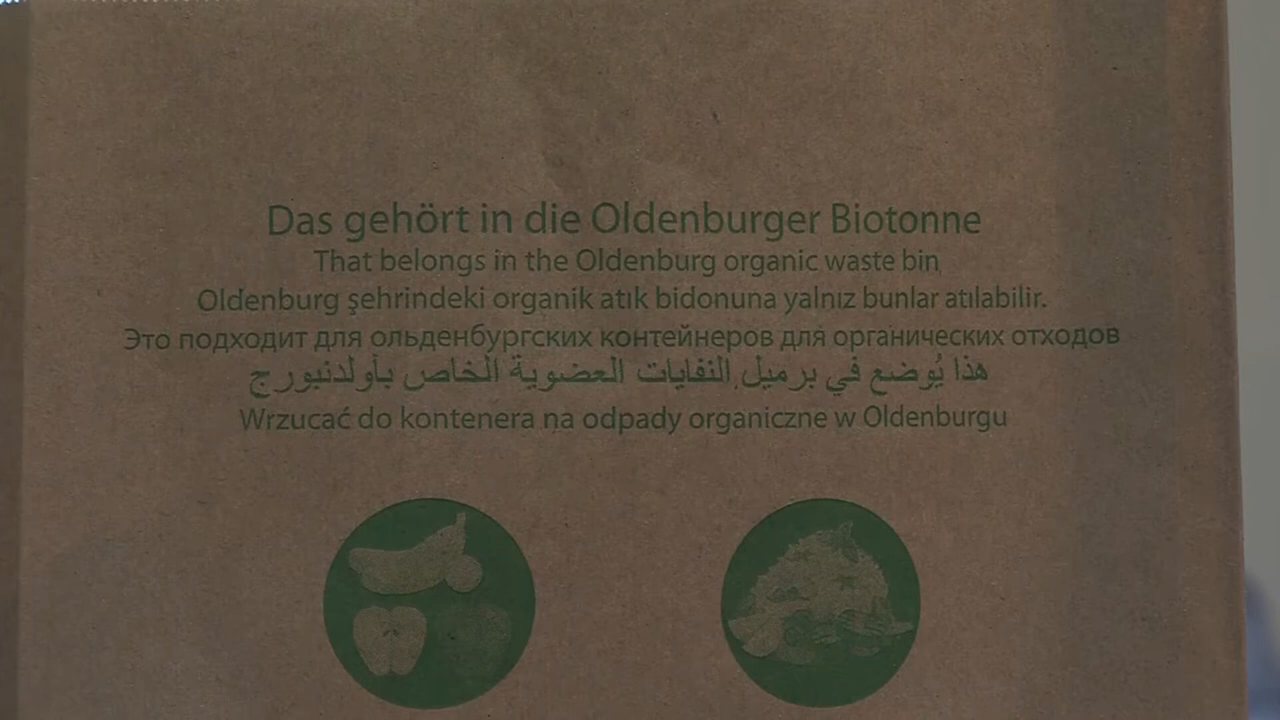 Das gehört in die Oldenburger Biotonne
That belongs in the Oldenburg organic waste bin
Oldenburg şehrindeki organik atık bidonuna yalnız bunlar atılabilir.
Это подходит для ольденбургских контейнеров для органических отходов
هذا يُوضع في برميل النفايات العضوية الخاص بأولدنبورج
Wrzucać do kontenera na odpady organiczne w Oldenburgu